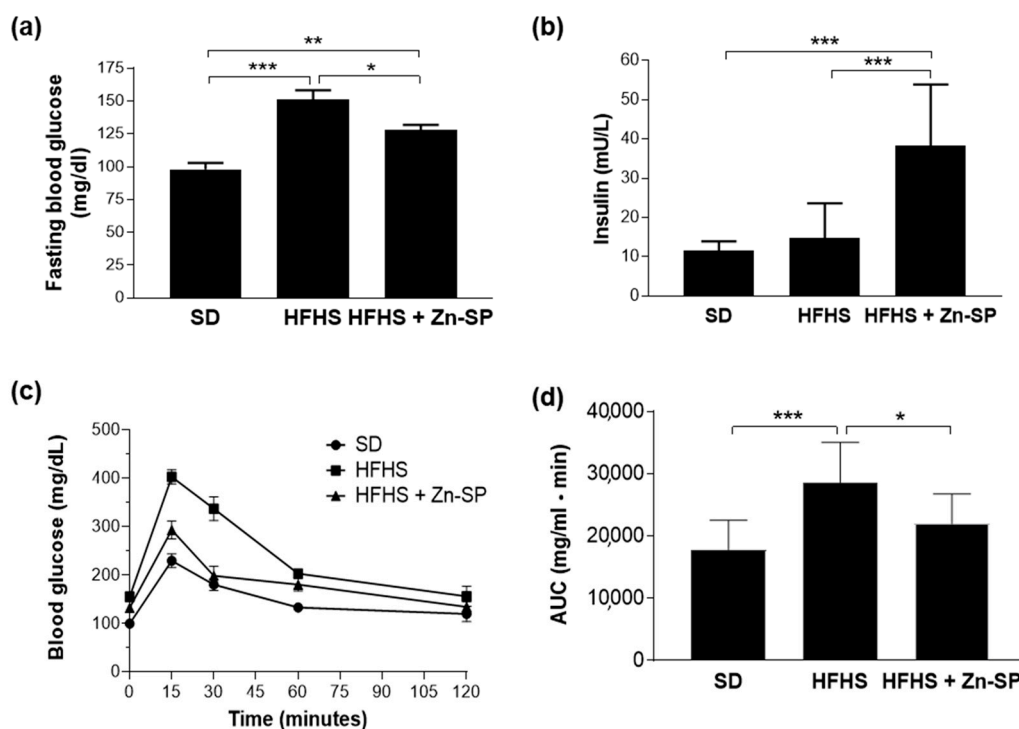 (a)
**
***
*
Fasting blood glucose
(mg/dl)
175
150
125
100
75
50
25
0
SD HFHS HFHS + Zn-SP
(b)
***
***
Insulin (mU/L)
60
50
40
30
20
10
0
SD HFHS HFHS + Zn-SP
(c)
Blood glucose (mg/dL)
500
400
300
200
100
0
SD
HFHS
HFHS + Zn-SP
0 15 30 45 60 75 90 105 120
Time (minutes)
(d)
***
*
AUC (mg/ml · min)
40,000
30,000
20,000
10,000
0
SD HFHS HFHS + Zn-SP